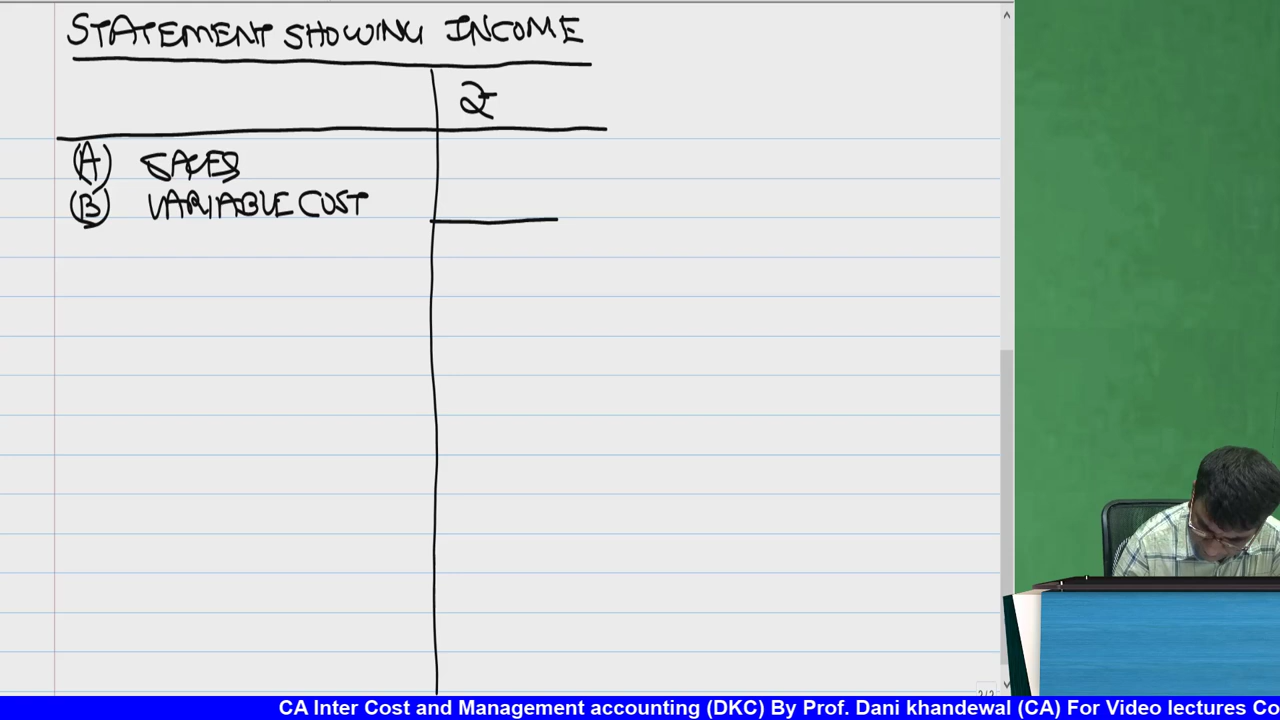 STATEMENT SHOWING INCOME
₹
(A) SALES
(B) VARIABLE COST
CA Inter Cost and Management accounting (DKC) By Prof. Dani khandewal (CA) For Video lectures Co